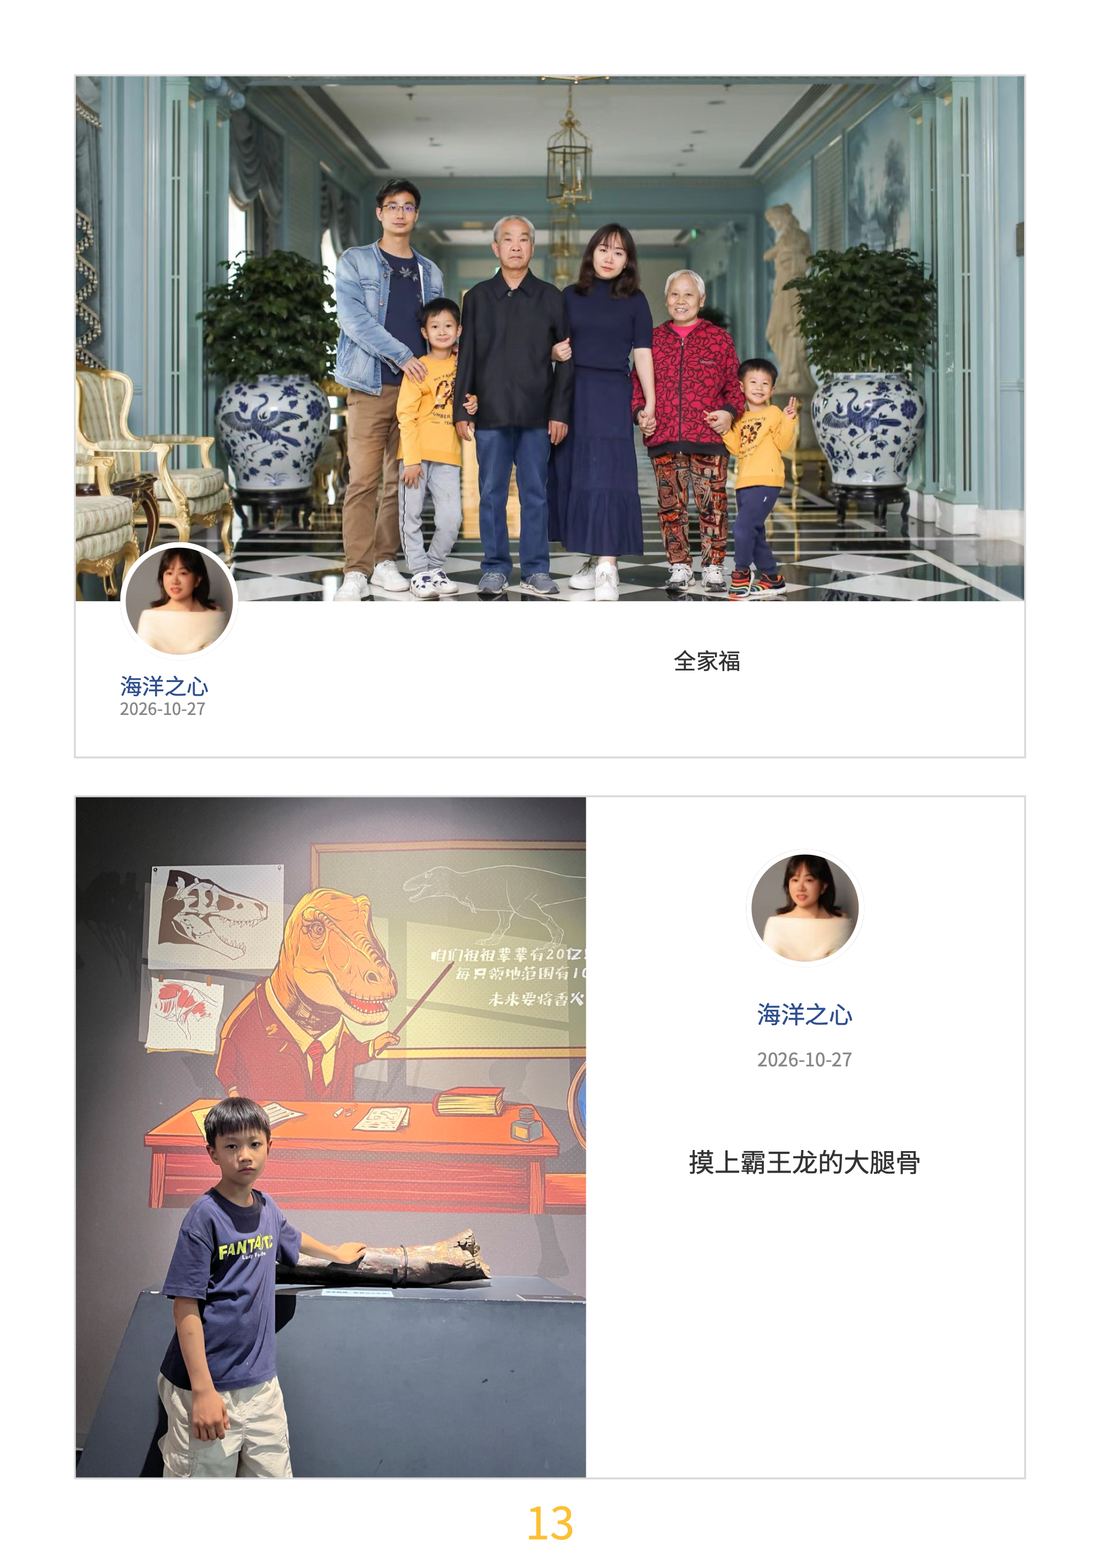 全家福
海洋之心
2026-10-27
咱们祖祖辈辈有20亿
每只领地范围有10
未来要将香火
FANTASTIC
海洋之心
2026-10-27
摸上霸王龙的大腿骨
13